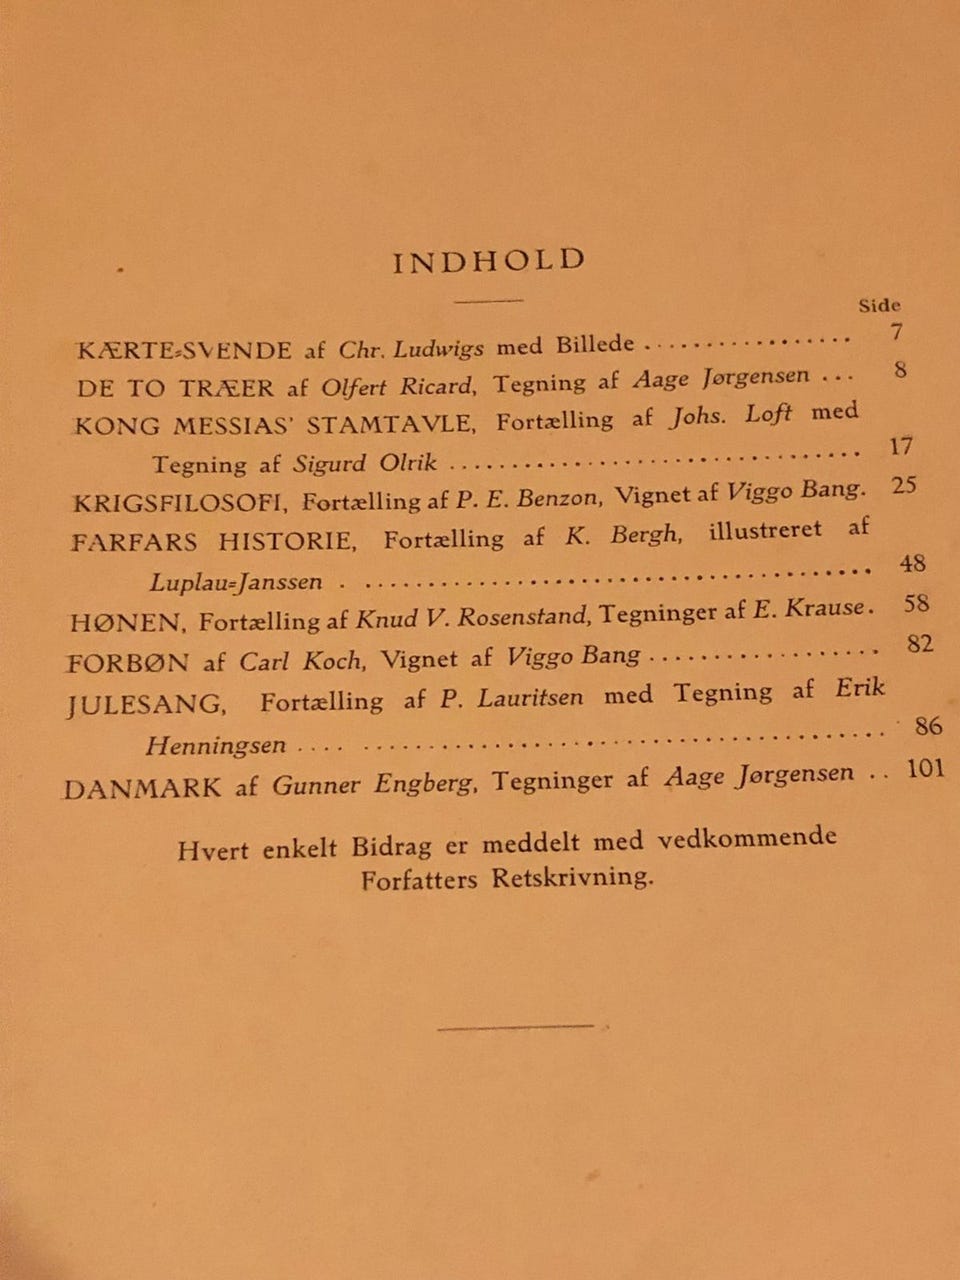 INDHOLD
Side
KÆRTE-SVENDE af Chr. Ludwigs med Billede . . . . . . . . . . . . . . . . 7
DE TO TRÆER af Olfert Ricard, Tegning af Aage Jørgensen . . . 8
KONG MESSIAS' STAMTAVLE, Fortælling af Johs. Loft med
Tegning af Sigurd Olrik . . . . . . . . . . . . . . . . . . . . . . . . . . . . . . . . 17
KRIGSFILOSOFI, Fortælling af P. E. Benzon, Vignet af Viggo Bang. 25
FARFARS HISTORIE, Fortælling af K. Bergh, illustreret af
Luplau-Janssen . . . . . . . . . . . . . . . . . . . . . . . . . . . . . . . . . . . . . . . . 48
HØNEN, Fortælling af Knud V. Rosenstand, Tegninger af E. Krause. 58
FORBØN af Carl Koch, Vignet af Viggo Bang . . . . . . . . . . . . . . . . . . 82
JULESANG, Fortælling af P. Lauritsen med Tegning af Erik
Henningsen . . . . . . . . . . . . . . . . . . . . . . . . . . . . . . . . . . . . . . . . . . . 86
DANMARK af Gunner Engberg, Tegninger af Aage Jørgensen . . 101
Hvert enkelt Bidrag er meddelt med vedkommende
Forfatters Retskrivning.